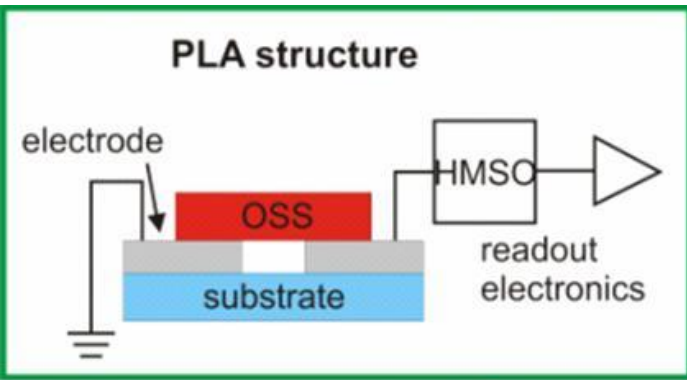 PLA structure
electrode
HMSO
OSS
readout
electronics
substrate